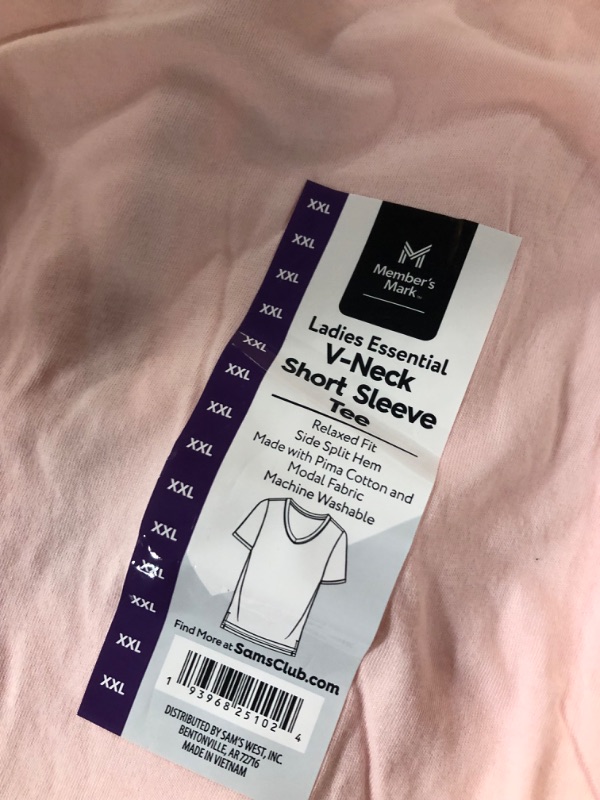 XXL
XXL
XXL
XXL
XXL
XXL
XXL
XXL
XXL
XXL
XXL
XXL
XXL
XXL
Member's
Mark™
Ladies Essential
V-Neck
Short Sleeve
Tee
Relaxed Fit
Side Split Hem
Made with Pima Cotton and
Modal Fabric
Machine Washable
Find More at SamsClub.com
1 93968 25102 4
DISTRIBUTED BY SAM'S WEST, INC.
BENTONVILLE, AR 72716
MADE IN VIETNAM